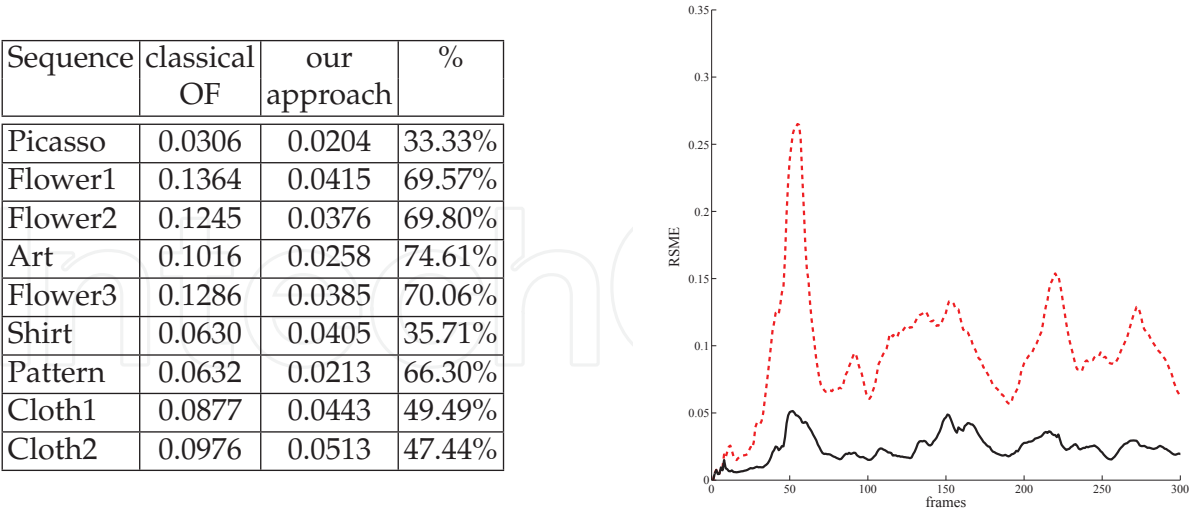 Sequence classical our %
OF approach
Picasso 0.0306 0.0204 33.33%
Flower1 0.1364 0.0415 69.57%
Flower2 0.1245 0.0376 69.80%
Art 0.1016 0.0258 74.61%
Flower3 0.1286 0.0385 70.06%
Shirt 0.0630 0.0405 35.71%
Pattern 0.0632 0.0213 66.30%
Cloth1 0.0877 0.0443 49.49%
Cloth2 0.0976 0.0513 47.44%
0.35
0.3
0.25
0.2
RSME
0.15
0.1
0.05
0
0 50 100 150 200 250 300
frames
IntechO